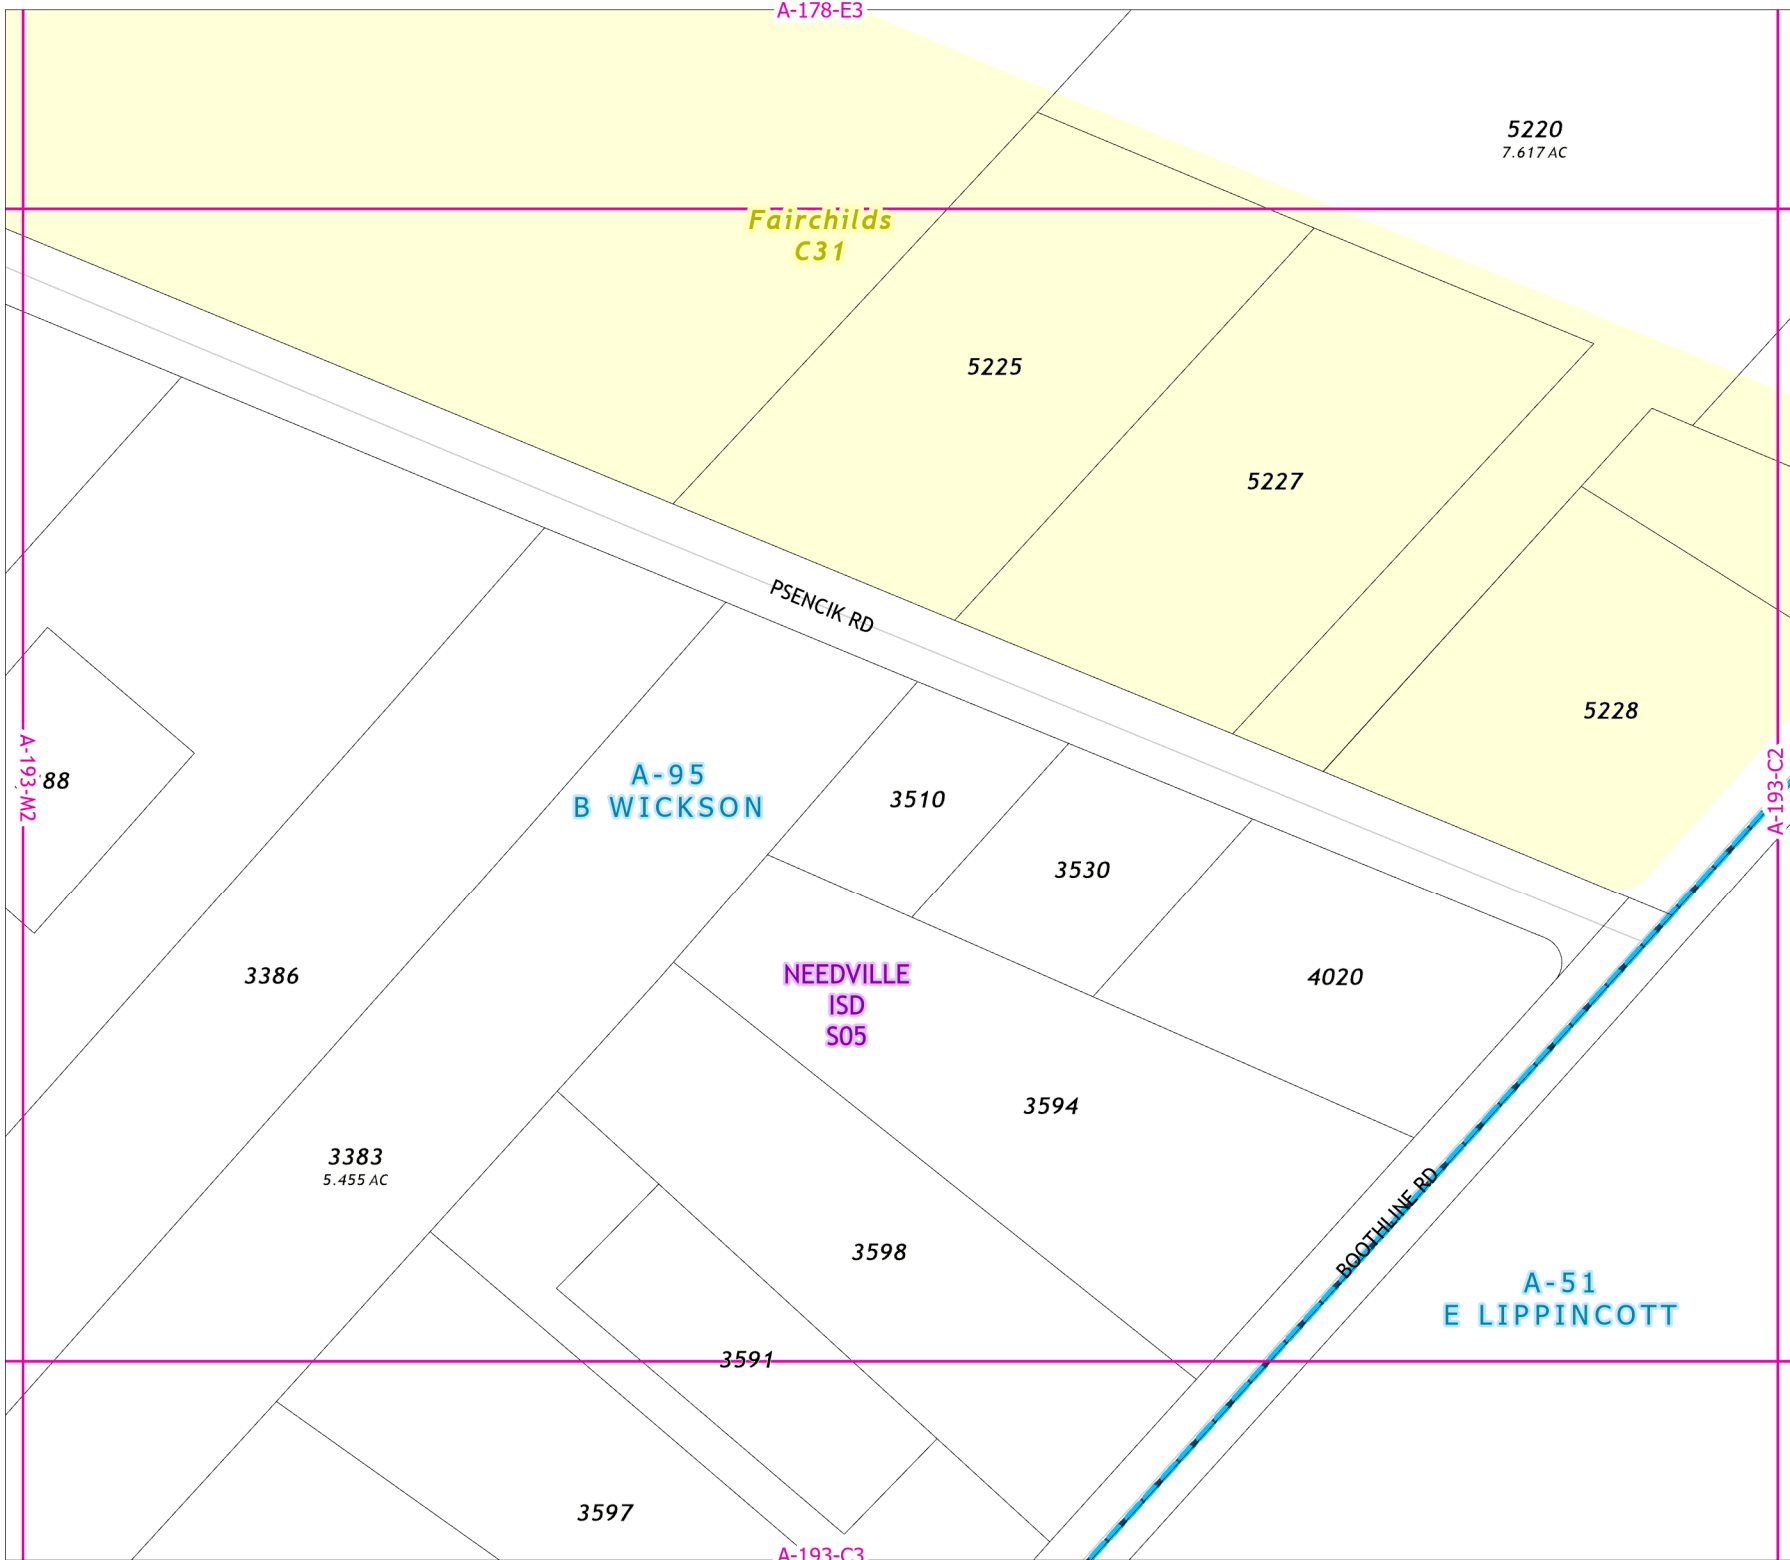 A-178-E3
5220
7.617 AC
Fairchilds
C31
5225
5227
PSENCIK RD
5228
A-193-M2
88
A-95
B WICKSON
A-193-C2
3510
3530
3386
NEEDVILLE
ISD
S05
4020
3594
3383
5.455 AC
BOOTHLINE RD
3598
A-51
E LIPPINCOTT
3591
3597
A-193-C3